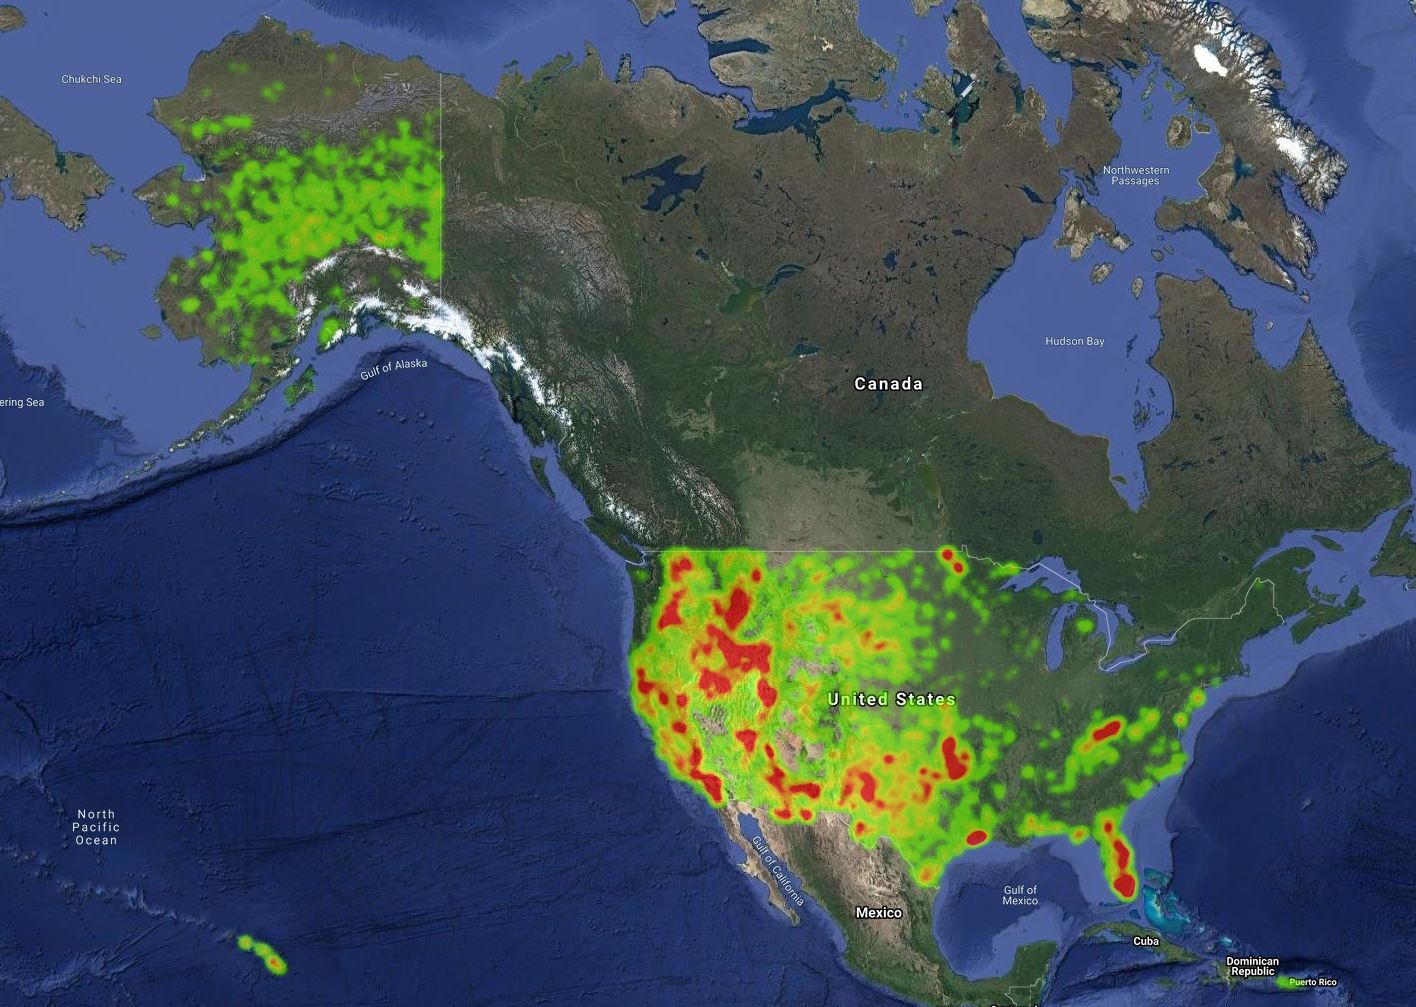 Chukchi Sea
Northwestern
Passages
Hudson Bay
Gulf of Alaska
Canada
ering Sea
United States
North
Pacific
Ocean
Gulf of California
Gulf of
Mexico
Mexico
Cuba
Dominican
Republic
Puerto Rico